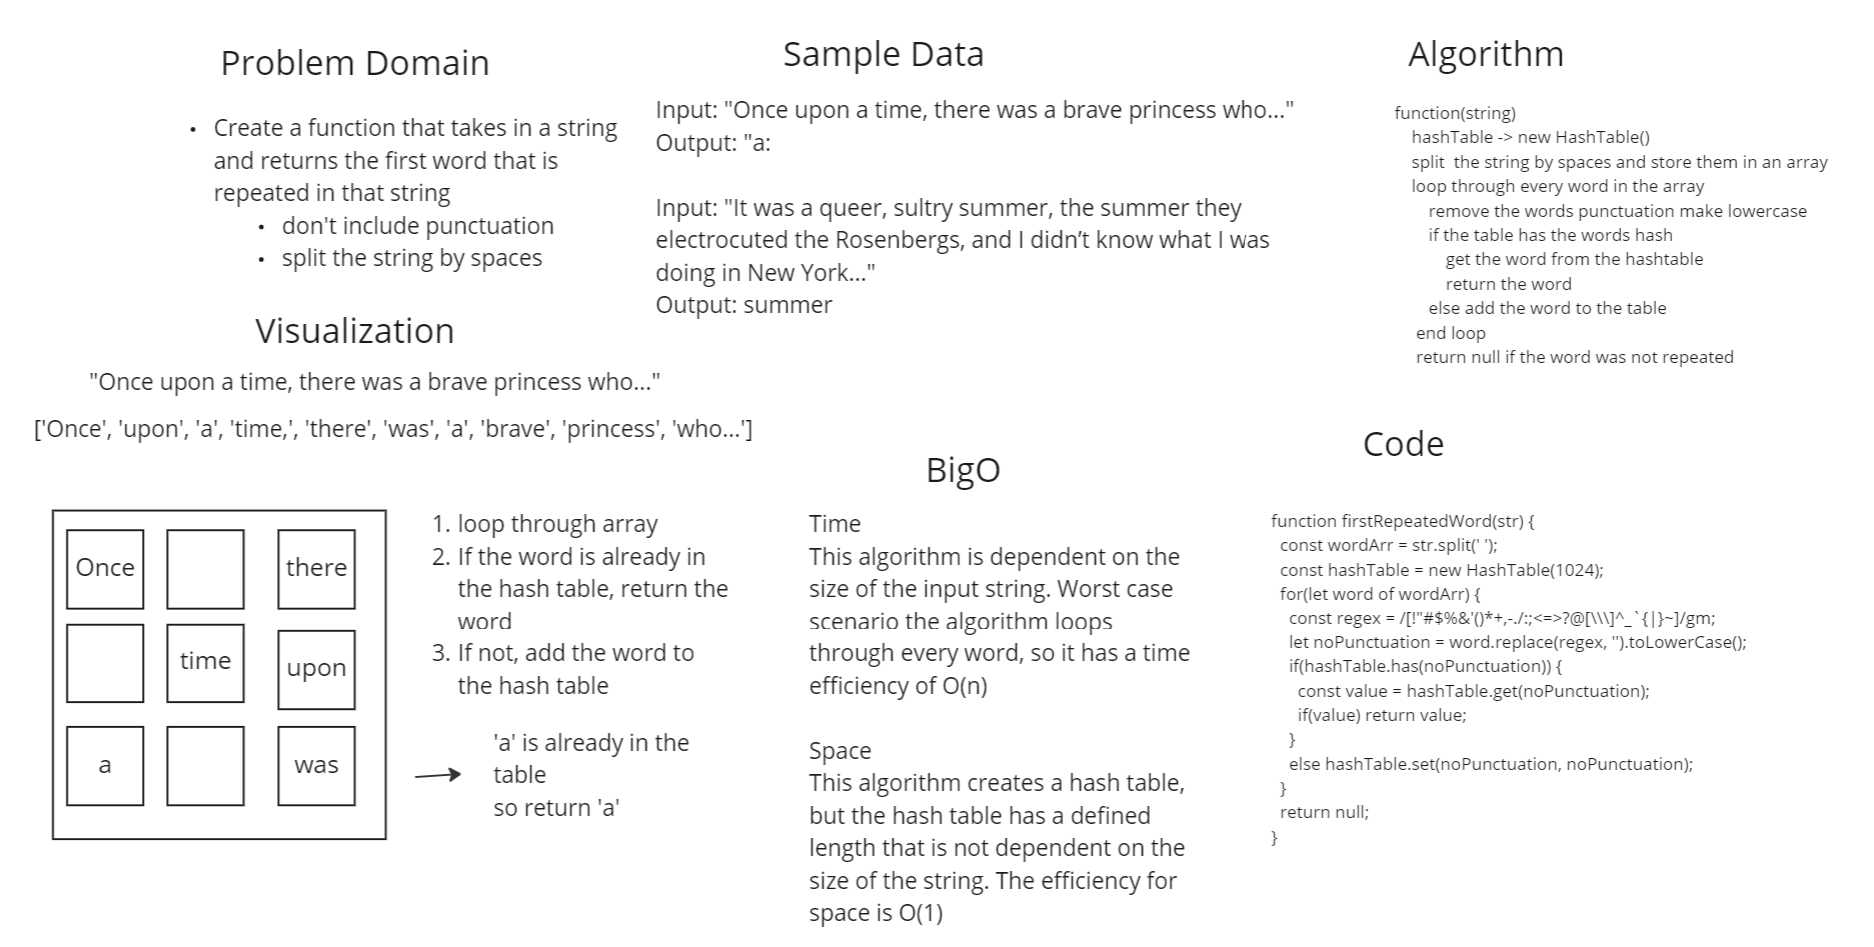 Problem Domain
• Create a function that takes in a string
and returns the first word that is
repeated in that string
• don't include punctuation
• split the string by spaces
Sample Data
Input: "Once upon a time, there was a brave princess who..."
Output: "a:
Input: "It was a queer, sultry summer, the summer they
electrocuted the Rosenbergs, and I didn’t know what I was
doing in New York..."
Output: summer
Algorithm
function(string)
hashTable -> new HashTable()
split  the string by spaces and store them in an array
loop through every word in the array
remove the words punctuation make lowercase
if the table has the words hash
get the word from the hashtable
return the word
else add the word to the table
end loop
return null if the word was not repeated
Visualization
"Once upon a time, there was a brave princess who..."
['Once', 'upon', 'a', 'time,', 'there', 'was', 'a', 'brave', 'princess', 'who...']
Once
there
time
upon
a
was
1. loop through array
2. If the word is already in
the hash table, return the
word
3. If not, add the word to
the hash table
'a' is already in the
table
so return 'a'
BigO
Time
This algorithm is dependent on the
size of the input string. Worst case
scenario the algorithm loops
through every word, so it has a time
efficiency of O(n)
Space
This algorithm creates a hash table,
but the hash table has a defined
length that is not dependent on the
size of the string. The efficiency for
space is O(1)
Code
function firstRepeatedWord(str) {
const wordArr = str.split(' ');
const hashTable = new HashTable(1024);
for(let word of wordArr) {
const regex = /[!"#$%&'()*+,-./:;<=>?@[\\\]^_`{|}~]/gm;
let noPunctuation = word.replace(regex, '').toLowerCase();
if(hashTable.has(noPunctuation)) {
const value = hashTable.get(noPunctuation);
if(value) return value;
}
else hashTable.set(noPunctuation, noPunctuation);
}
return null;
}